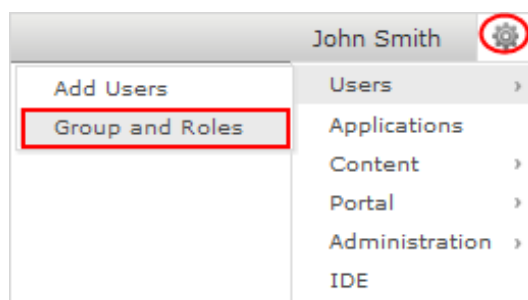 John Smith
Add Users
Group and Roles
Users
Applications
Content
Portal
Administration
IDE